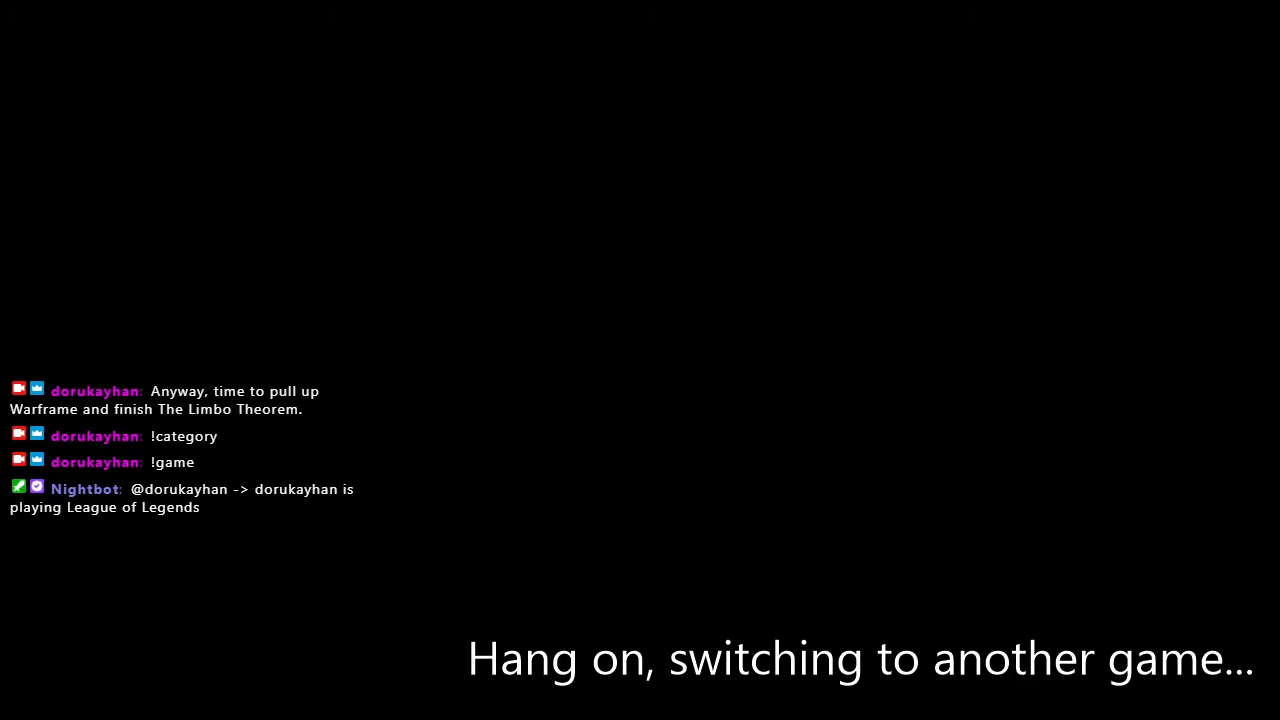 dorukayhan: Anyway, time to pull up
Warframe and finish The Limbo Theorem.
dorukayhan: !category
dorukayhan: !game
Nightbot: @dorukayhan -> dorukayhan is
playing League of Legends
Hang on, switching to another game...